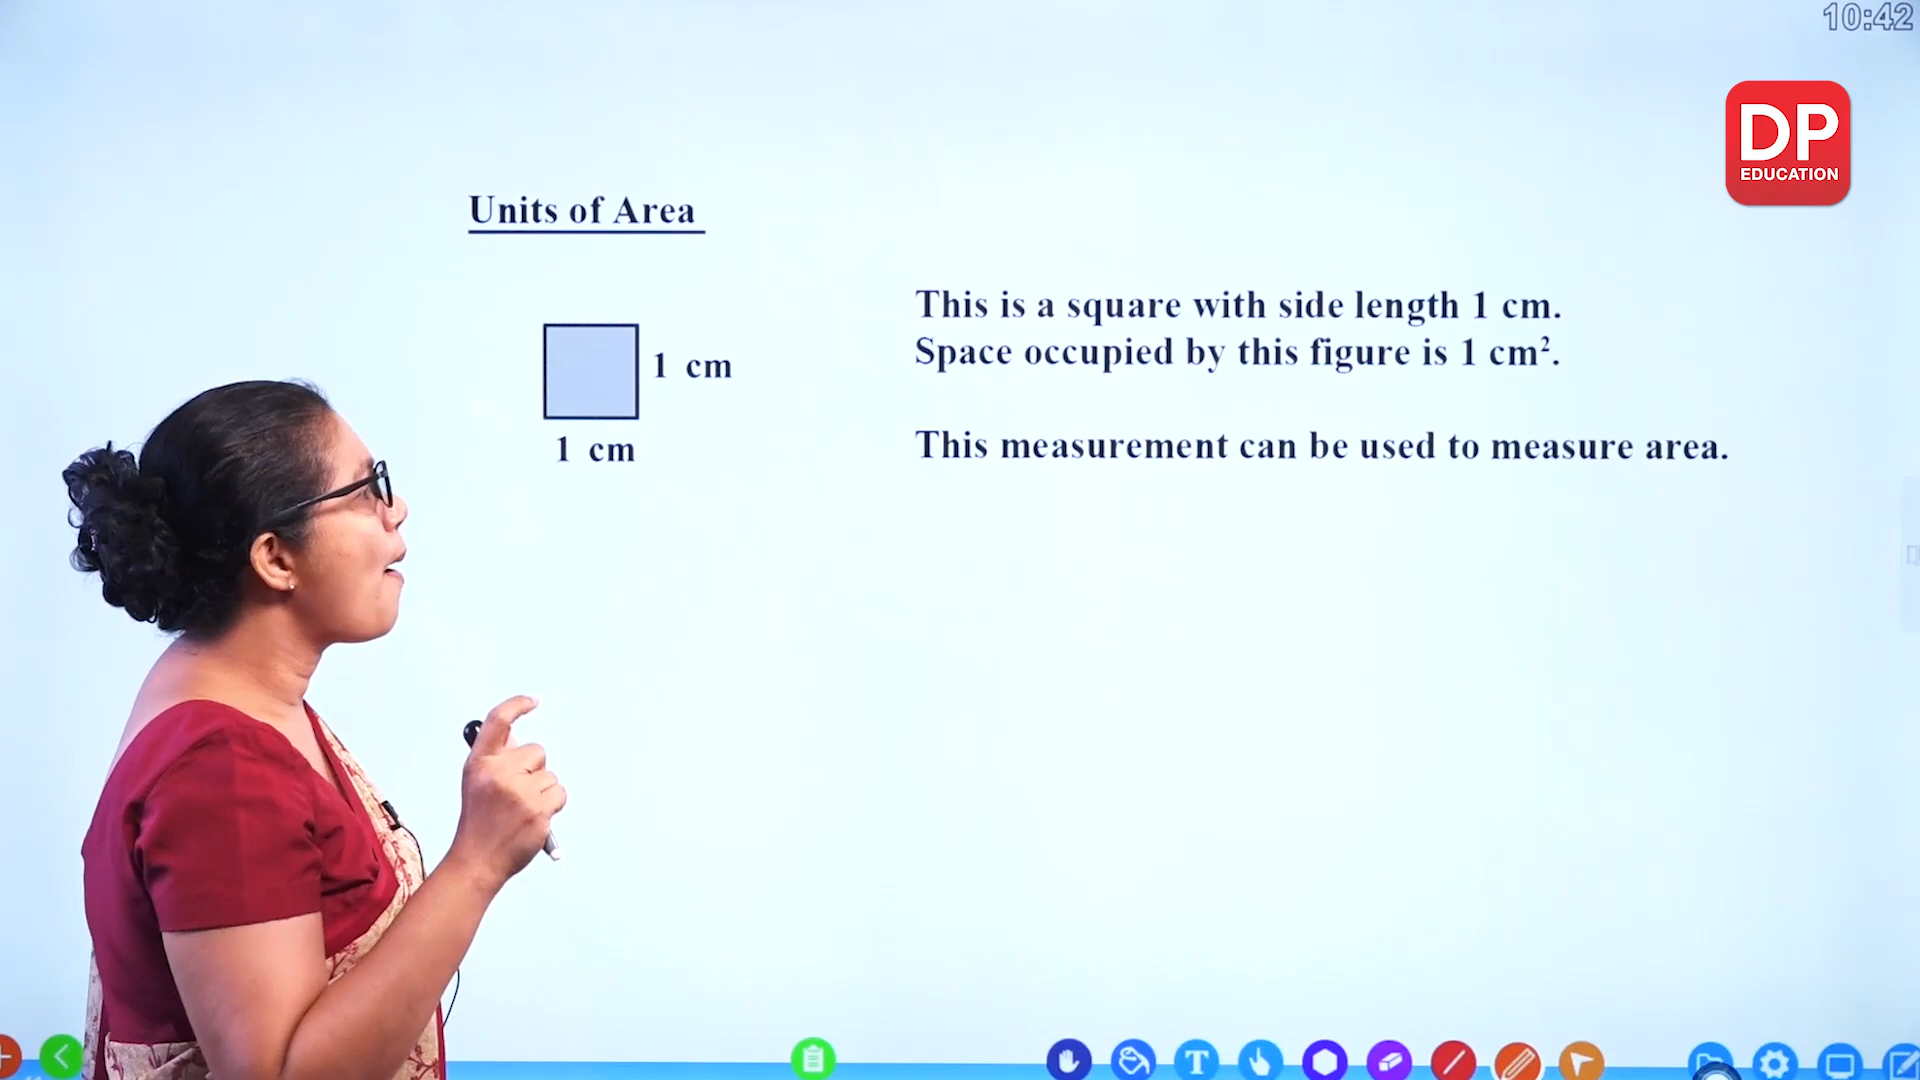 10:42
DP
EDUCATION
Units of Area
1 cm
1 cm
This is a square with side length 1 cm.
Space occupied by this figure is 1 cm².
This measurement can be used to measure area.
T